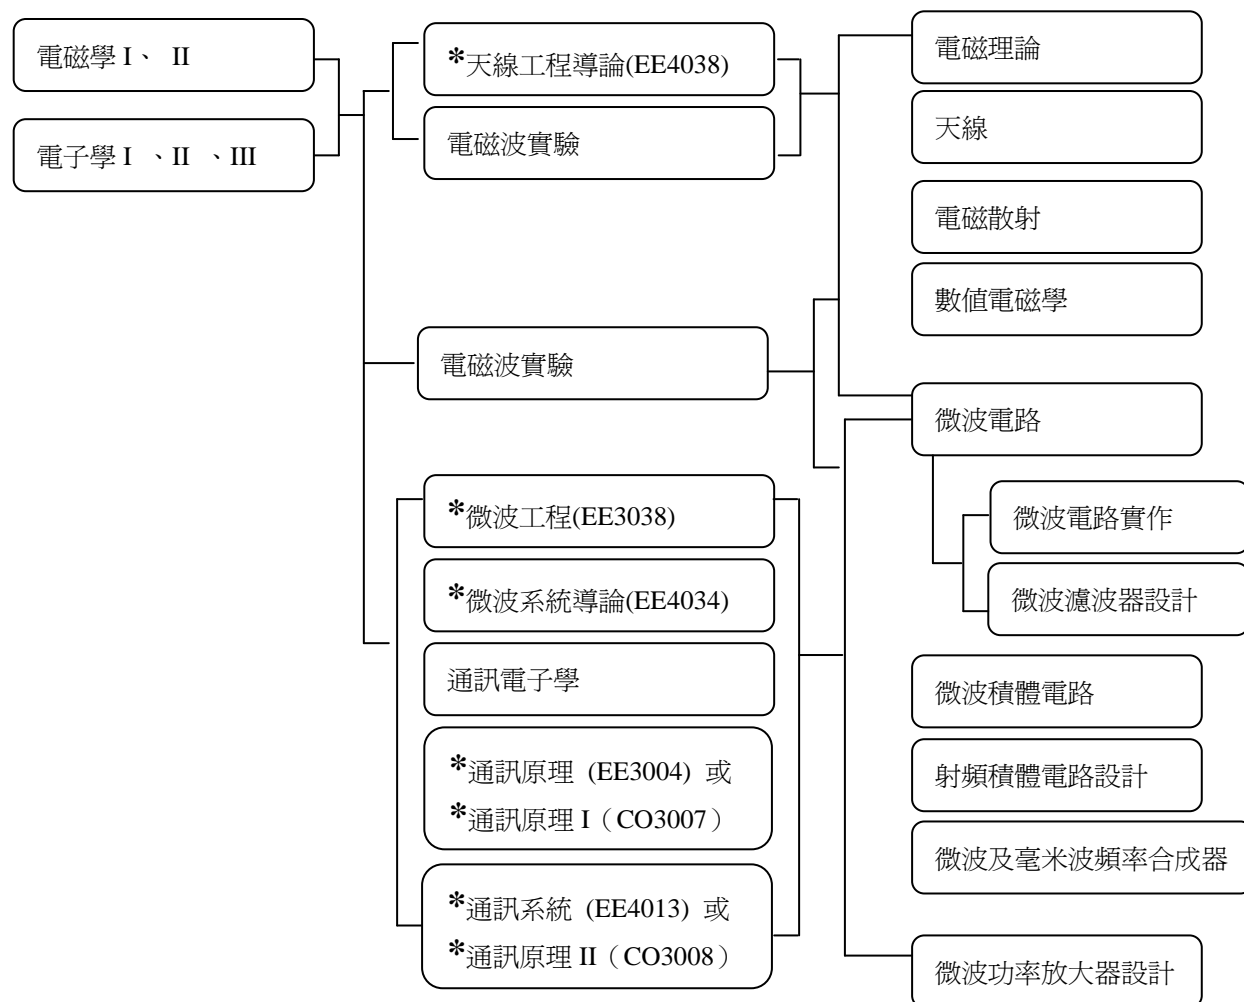 電磁學 I、 II
電子學 I 、II 、III
*天線工程導論(EE4038)
電磁波實驗
電磁波實驗
*微波工程(EE3038)
*微波系統導論(EE4034)
通訊電子學
*通訊原理 (EE3004) 或
*通訊原理 I（CO3007）
*通訊系統 (EE4013) 或
*通訊原理 II（CO3008）
電磁理論
天線
電磁散射
數值電磁學
微波電路
微波電路實作
微波濾波器設計
微波積體電路
射頻積體電路設計
微波及毫米波頻率合成器
微波功率放大器設計